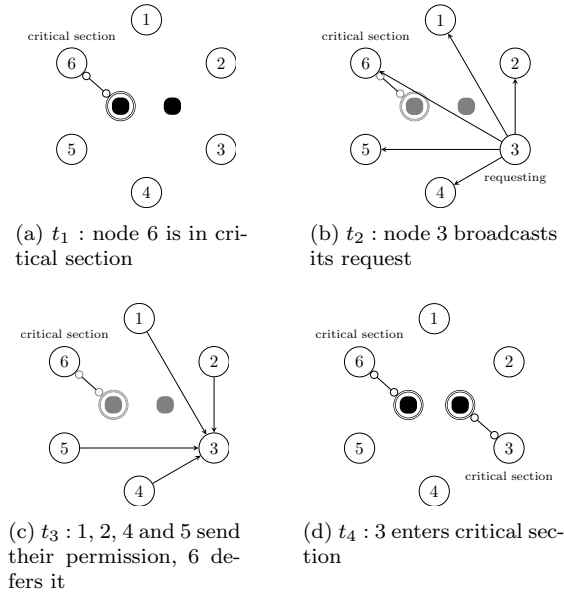 1
critical section
6
2
5
3
4
(a) t₁ : node 6 is in cri-
tical section
1
critical section
6
2
5
3
requesting
4
(b) t₂ : node 3 broadcasts
its request
1
critical section
6
2
5
3
4
(c) t₃ : 1, 2, 4 and 5 send
their permission, 6 de-
fers it
1
critical section
6
2
5
3
critical section
4
(d) t₄ : 3 enters critical sec-
tion